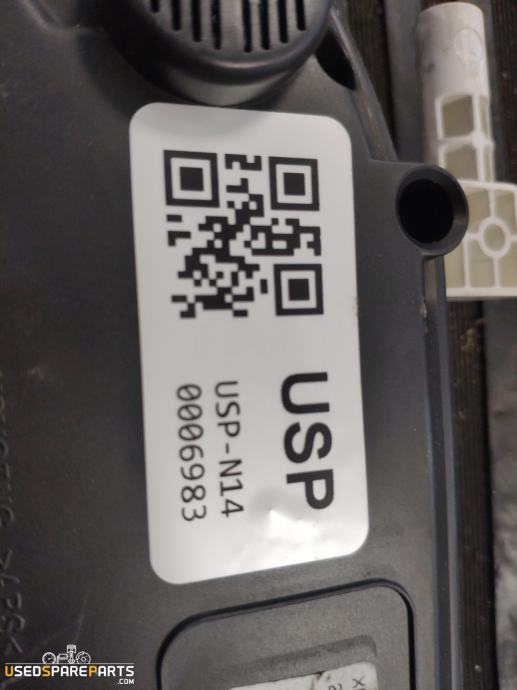 USP
USP-N14
0006983
USEDSPAREPARTS
.COM